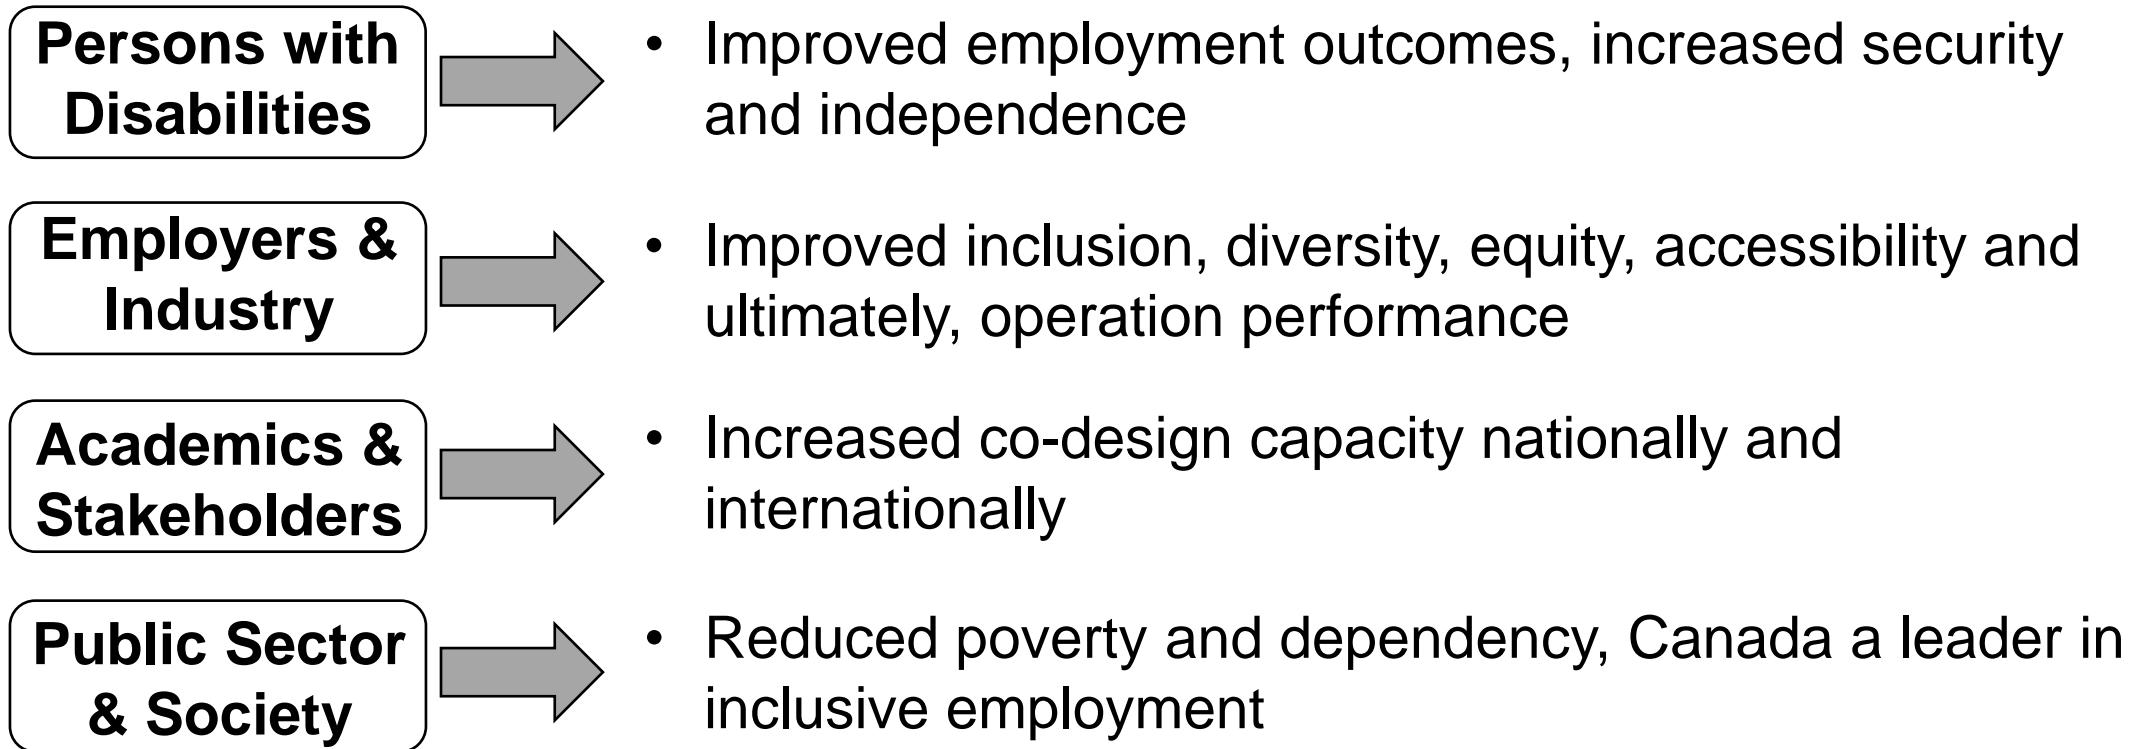 Persons with
Disabilities
• Improved employment outcomes, increased security
and independence
Employers &
Industry
• Improved inclusion, diversity, equity, accessibility and
ultimately, operation performance
Academics &
Stakeholders
• Increased co-design capacity nationally and
internationally
Public Sector
& Society
• Reduced poverty and dependency, Canada a leader in
inclusive employment